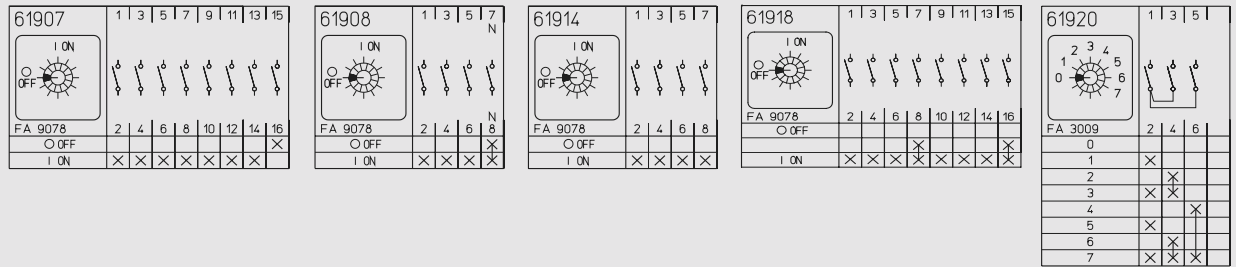 61907 1 3 5 7 9 11 13 15
I ON
OFF
FA 9078 2 4 6 8 10 12 14 16
O OFF X
I ON X X X X X X X
61908 1 3 5 7
N
I ON
OFF
N
FA 9078 2 4 6 8
O OFF X
I ON X X X X
61914 1 3 5 7
I ON
OFF
FA 9078 2 4 6 8
O OFF
I ON X X X X
61918 1 3 5 7 9 11 13 15
I ON
OFF
FA 9078 2 4 6 8 10 12 14 16
O OFF
X X
I ON X X X X X X X X
61920 1 3 5
0 1 2 3 4 5 6 7
FA 3009 2 4 6
0
1 X
2 X
3 X X
4 X
5 X
6 X
7 X X X